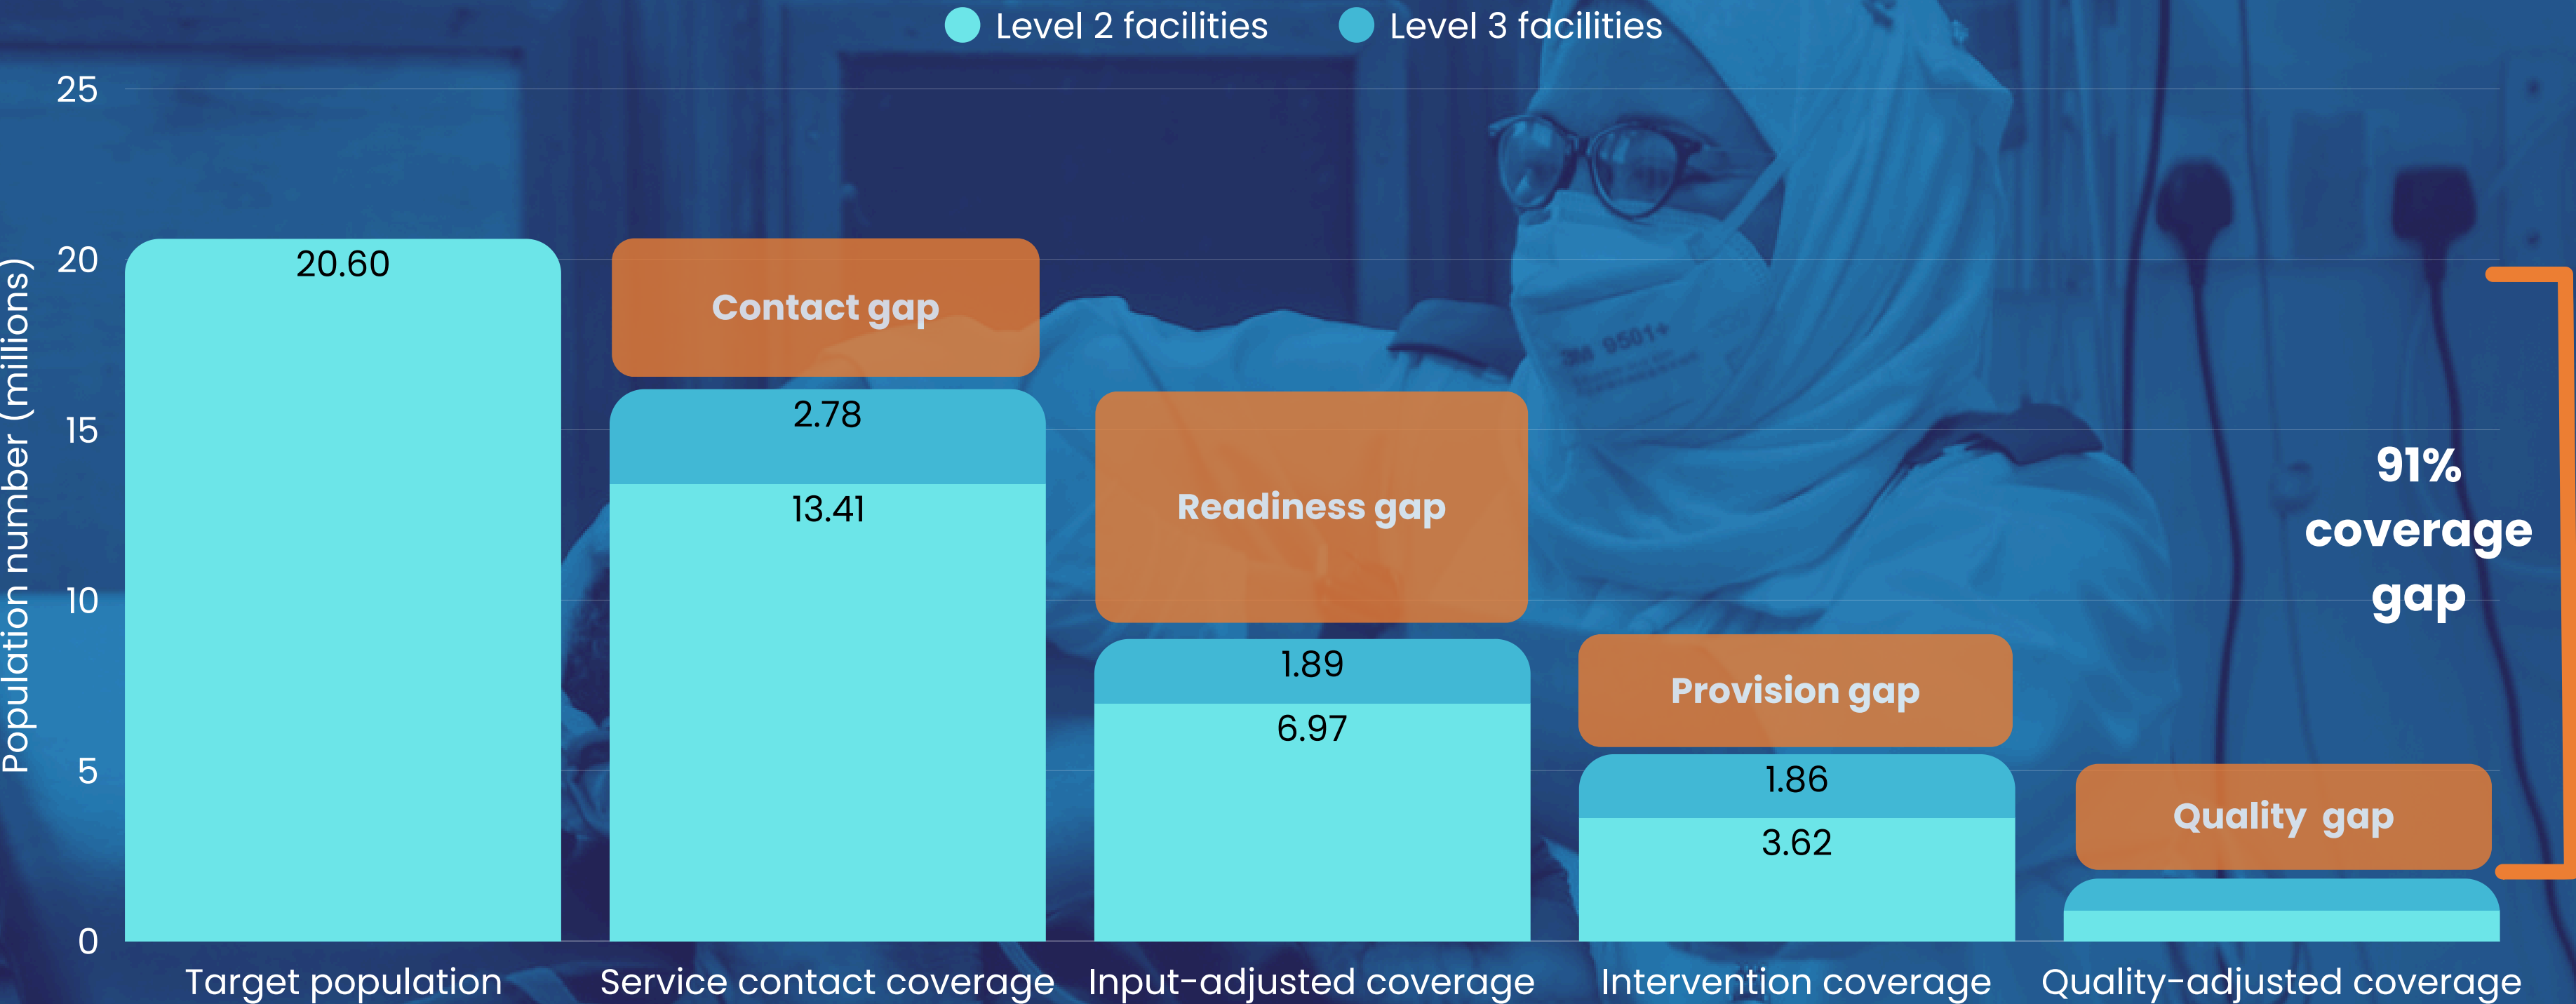 Level 2 facilities
Level 3 facilities
Population number (millions)
25
20
15
10
5
0
20.60
Contact gap
2.78
13.41
Readiness gap
1.89
6.97
Provision gap
1.86
3.62
Quality gap
91%
coverage
gap
3M 9501+
Target population
Service contact coverage
Input-adjusted coverage
Intervention coverage
Quality-adjusted coverage